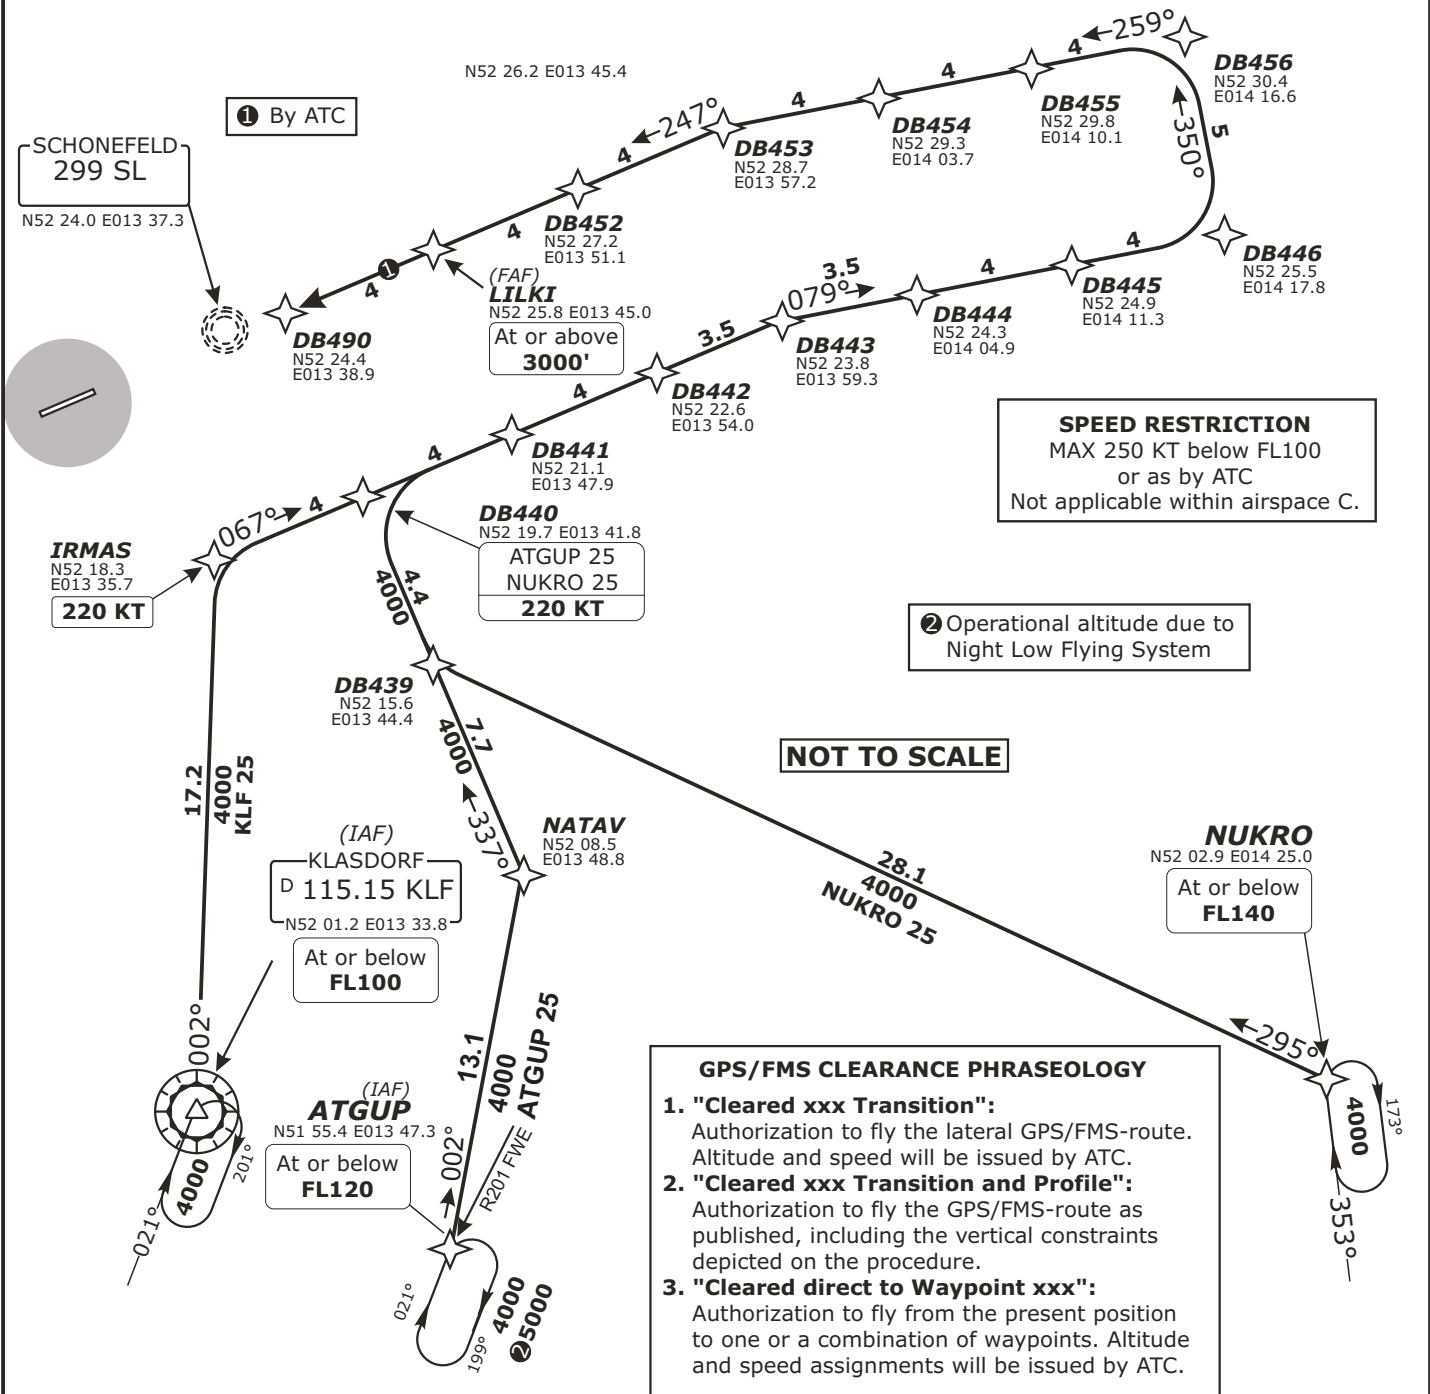 259°
DB456
N52 30.4
E014 16.6
4
N52 26.2 E013 45.4
4
❶ By ATC
DB455
N52 29.8
E014 10.1
4
247°
DB454
N52 29.3
E014 03.7
5
350°
SCHONEFELD
299 SL
N52 24.0 E013 37.3
DB453
N52 28.7
E013 57.2
4
DB452
N52 27.2
E013 51.1
4
DB446
N52 25.5
E014 17.8
4
1
4
(FAF)
LILKI
N52 25.8 E013 45.0
At or above
3000'
3.5
079°
4
DB445
N52 24.9
E014 11.3
DB444
N52 24.3
E014 04.9
DB490
N52 24.4
E013 38.9
3.5
DB443
N52 23.8
E013 59.3
4
DB442
N52 22.6
E013 54.0
SPEED RESTRICTION
MAX 250 KT below FL100
or as by ATC
Not applicable within airspace C.
4
DB441
N52 21.1
E013 47.9
067°
4
DB440
N52 19.7 E013 41.8
ATGUP 25
NUKRO 25
220 KT
IRMAS
N52 18.3
E013 35.7
220 KT
4.4
4000
❷ Operational altitude due to
Night Low Flying System
DB439
N52 15.6
E013 44.4
7.7
4000
NOT TO SCALE
17.2
4000
KLF 25
337°
NATAV
N52 08.5
E013 48.8
NUKRO
N52 02.9 E014 25.0
At or below
FL140
28.1
4000
NUKRO 25
(IAF)
KLASDORF
D 115.15 KLF
N52 01.2 E013 33.8
At or below
FL100
002°
13.1
4000
ATGUP 25
295°
(IAF)
ATGUP
N51 55.4 E013 47.3
At or below
FL120
002°
R201 FWE
4000
201°
021°
4000
173°
353°
021°
199°
4000
❷5000
GPS/FMS CLEARANCE PHRASEOLOGY
1. "Cleared xxx Transition":
Authorization to fly the lateral GPS/FMS-route.
Altitude and speed will be issued by ATC.
2. "Cleared xxx Transition and Profile":
Authorization to fly the GPS/FMS-route as
published, including the vertical constraints
depicted on the procedure.
3. "Cleared direct to Waypoint xxx":
Authorization to fly from the present position
to one or a combination of waypoints. Altitude
and speed assignments will be issued by ATC.